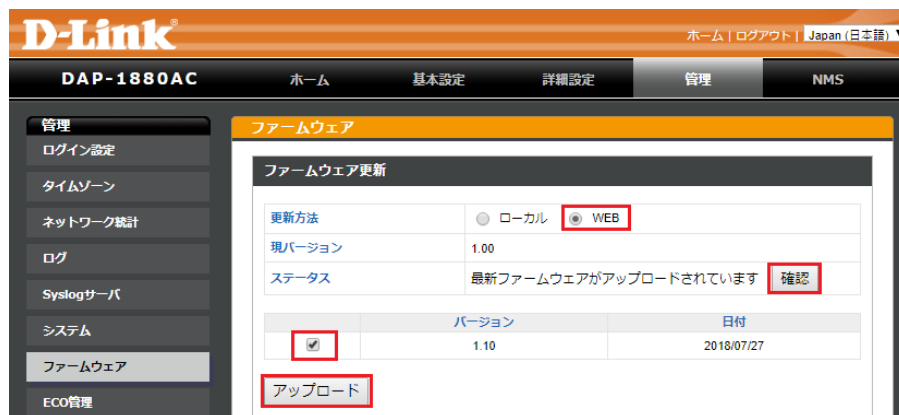 D-Link®
ホーム | ログアウト | Japan (日本語)
DAP-1880AC ホーム 基本設定 詳細設定 管理 NMS
管理
ログイン設定
タイムゾーン
ネットワーク統計
ログ
Syslogサーバ
システム
ファームウェア
ECO管理
ファームウェア
ファームウェア更新
更新方法 ローカル WEB
現バージョン 1.00
ステータス 最新ファームウェアがアップロードされています 確認
バージョン 日付
1.10 2018/07/27
アップロード